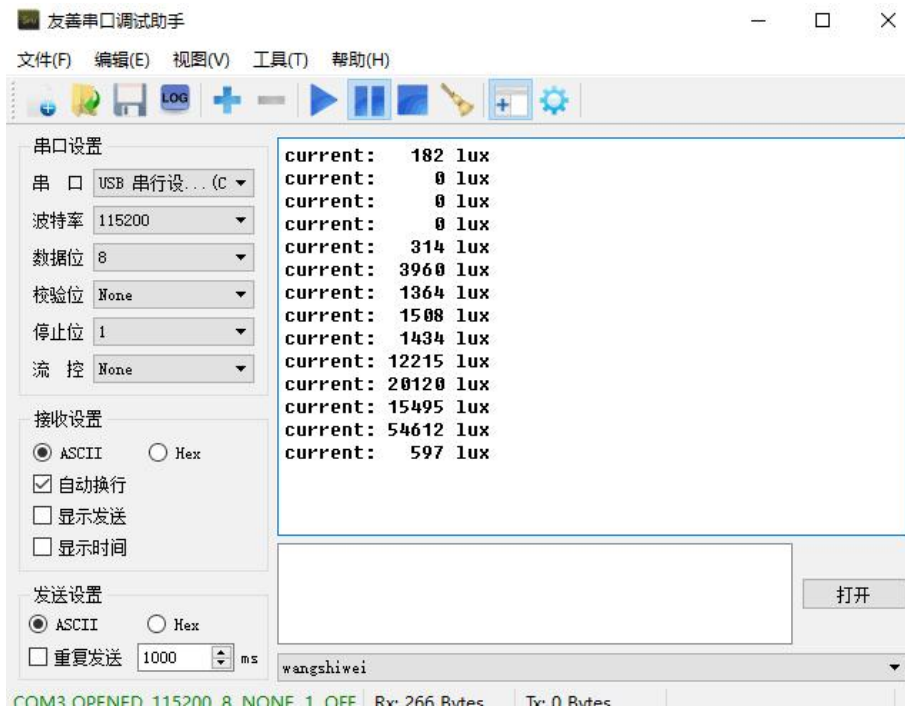 友善串口调试助手
文件(F) 编辑(E) 视图(V) 工具(T) 帮助(H)
LOG
串口设置
串 口 USB 串行设...(C
波特率 115200
数据位 8
校验位 None
停止位 1
流 控 None
接收设置
ASCII Hex
自动换行
显示发送
显示时间
发送设置
ASCII Hex
重复发送 1000 ms
current: 182 lux
current: 0 lux
current: 0 lux
current: 0 lux
current: 314 lux
current: 3960 lux
current: 1364 lux
current: 1508 lux
current: 1434 lux
current: 12215 lux
current: 20120 lux
current: 15495 lux
current: 54612 lux
current: 597 lux
打开
wangshiwei
COM3 OPENED, 115200, 8, NONE, 1, OFF Rx: 266 Bytes Tx: 0 Bytes